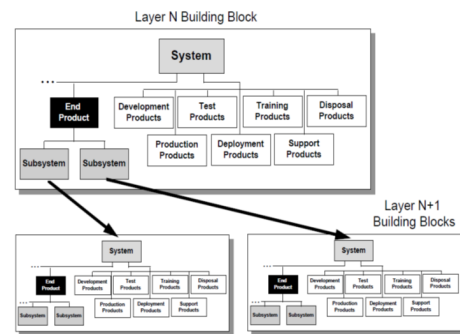 Layer N Building Block
System
...
End
Product
Development
Products
Test
Products
Training
Products
Disposal
Products
Production
Products
Deployment
Products
Support
Products
Subsystem
Subsystem
Layer N+1
Building Blocks
System
...
End
Product
Development
Products
Test
Products
Training
Products
Disposal
Products
Subsystem
Subsystem
Production
Products
Deployment
Products
Support
Products
System
...
End
Product
Development
Products
Test
Products
Training
Products
Disposal
Products
Subsystem
Subsystem
Production
Products
Deployment
Products
Support
Products